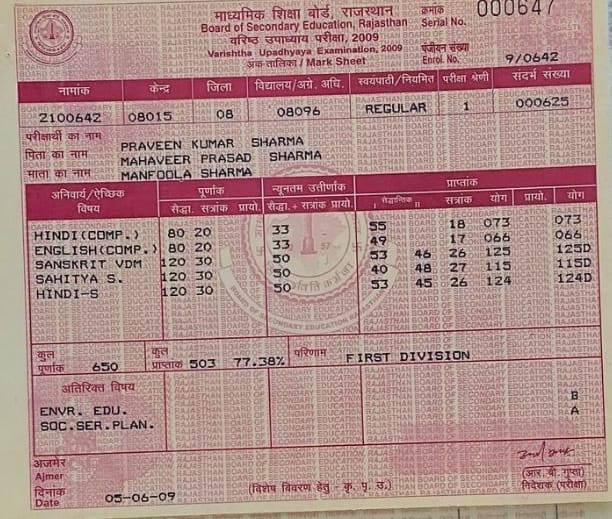 माध्यमिक शिक्षा बोर्ड, राजस्थान
Board of Secondary Education, Rajasthan
वरिष्ठ उपाध्याय परीक्षा, 2009
Varishtha Upadhyaya Examination, 2009
अंक-तालिका / Mark Sheet
क्रमांक 000647
Serial No.
पंजीयन संख्या
Enrol. No. 9/0642
नामांक केन्द्र जिला विद्यालय/अग्रे. अधि. स्वयंपाठी/नियमित परीक्षा श्रेणी संदर्भ संख्या
2100642 08015 08 08096 REGULAR 1 000625
परीक्षार्थी का नाम PRAVEEN KUMAR SHARMA
पिता का नाम MAHAVEER PRASAD SHARMA
माता का नाम MANFOOLA SHARMA
अनिवार्य/ऐच्छिक विषय पूर्णांक न्यूनतम उत्तीर्णांक प्राप्तांक
सैद्धा. सत्रांक प्रायो. सैद्धा. + सत्रांक प्रायो. I सैद्धान्तिक II सत्रांक योग प्रायो. योग
HINDI(COMP.) 80 20 33 55 18 073 073
ENGLISH(COMP.) 80 20 33 49 17 066 066
SANSKRIT VDM 120 30 50 53 46 26 125 125D
SAHITYA S. 120 30 50 40 48 27 115 115D
HINDI-S 120 30 50 53 45 26 124 124D
कुल पूर्णांक 650 कुल प्राप्तांक 503 77.38% परिणाम FIRST DIVISION
अतिरिक्त विषय
ENVR. EDU. B
SOC.SER.PLAN. A
अजमेर
Ajmer
दिनांक
Date 05-06-09
(विशेष विवरण हेतु - कृ. पृ. उ.)
(आर. बी. गुप्ता)
निदेशक (परीक्षा)